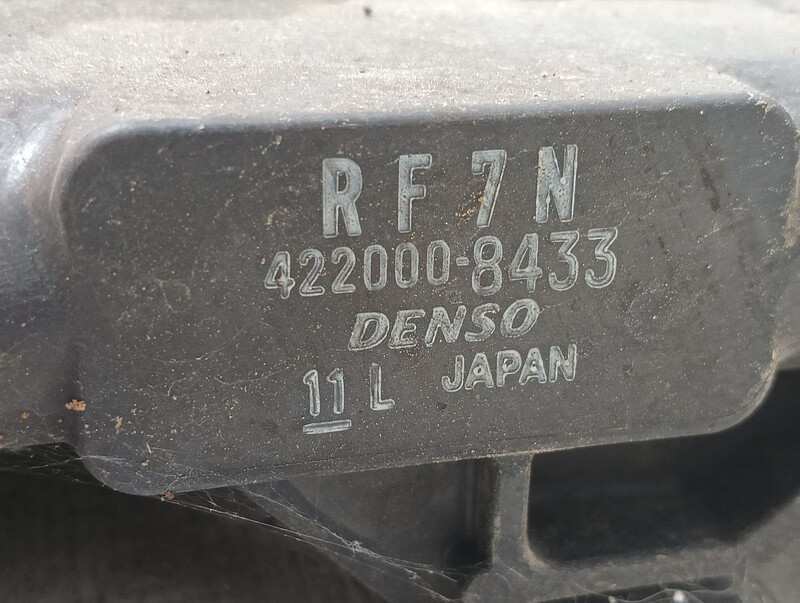 RF7N
422000-8433
DENSO
11 L JAPAN